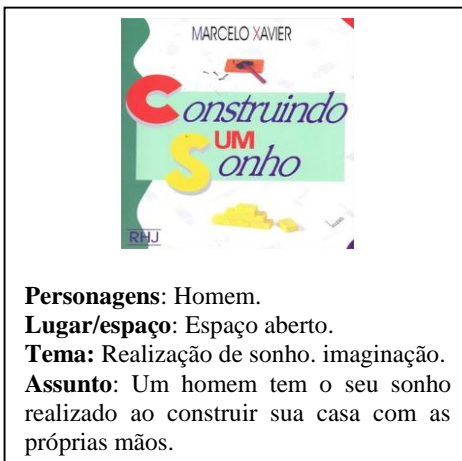 MARCELO XAVIER
Construindo
UM
Sonho
RHJ
Personagens: Homem.
Lugar/espaço: Espaço aberto.
Tema: Realização de sonho. imaginação.
Assunto: Um homem tem o seu sonho
realizado ao construir sua casa com as
próprias mãos.